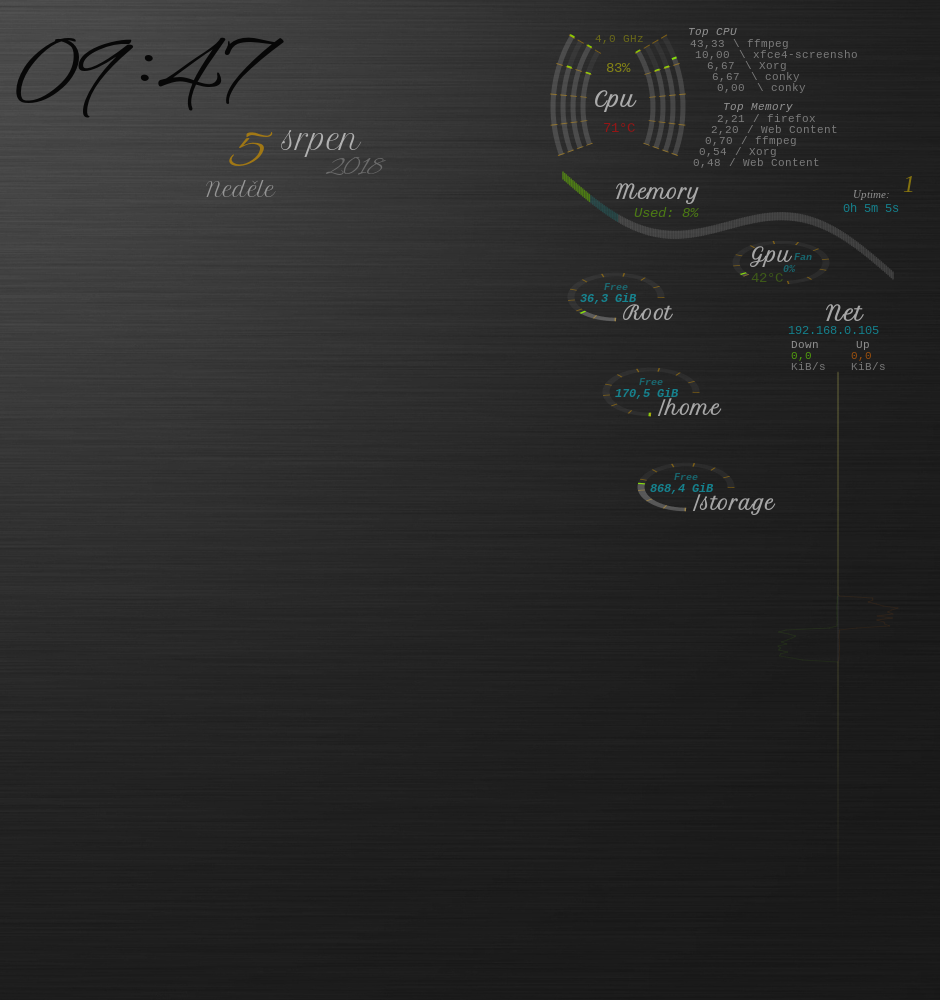 09:47
5 srpen
2018
Neděle
4,0 GHz
83%
Cpu
71°C
Top CPU
43,33 \ ffmpeg
10,00 \ xfce4-screensho
6,67 \ Xorg
6,67 \ conky
0,00 \ conky
Top Memory
2,21 / firefox
2,20 / Web Content
0,70 / ffmpeg
0,54 / Xorg
0,48 / Web Content
Memory
Used: 8%
Uptime: 1
0h 5m 5s
Gpu Fan
0%
42°C
Free
36,3 GiB
Root
Net
192.168.0.105
Down Up
0,0 0,0
KiB/s KiB/s
Free
170,5 GiB
/home
Free
868,4 GiB
/storage